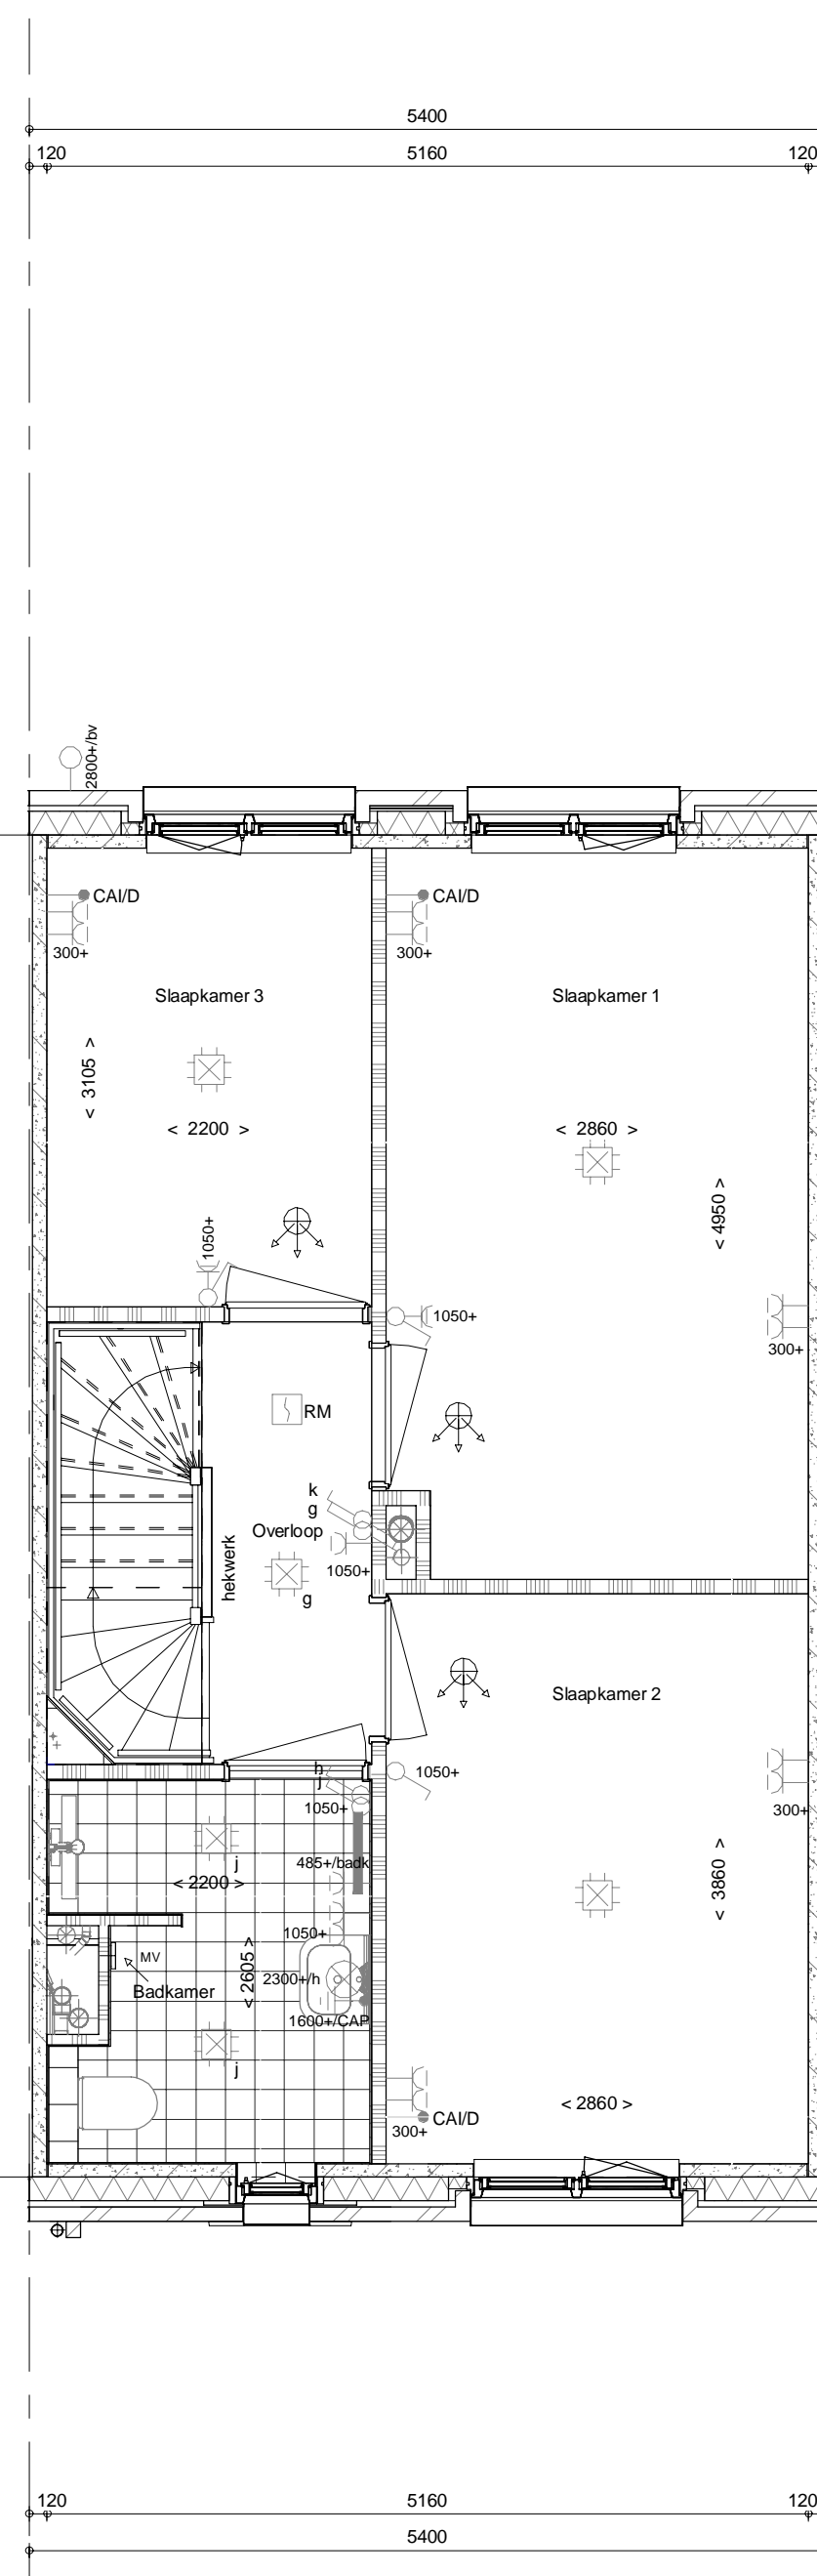 5400
120 5160 120
2800+/bv
CAI/D CAI/D
300+ 300+
Slaapkamer 3 Slaapkamer 1
< 3105 >
< 2200 > < 2860 >
< 4950 >
1050+
1050+
300+
RM
k
g
Overloop
1050+
hekwerk
g
Slaapkamer 2
h
j
1050+
1050+
300+
j
485+/badk
< 2200 >
< 3860 >
1050+
MV
< 2605 >
2300+/h
Badkamer
1600+/CAP
j
< 2860 >
CAI/D
300+
120 5160 120
5400